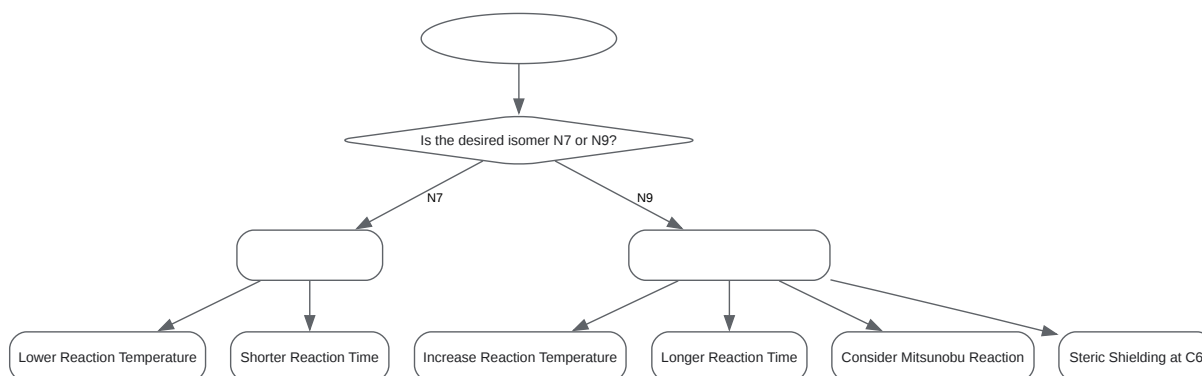 Is the desired isomer N7 or N9?
N7
N9
Lower Reaction Temperature
Shorter Reaction Time
Increase Reaction Temperature
Longer Reaction Time
Consider Mitsunobu Reaction
Steric Shielding at C6